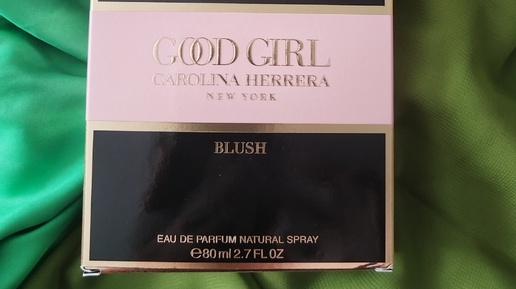 GOOD GIRL
CAROLINA HERRERA
NEW YORK
BLUSH
EAU DE PARFUM NATURAL SPRAY
℮80 ml 2.7 FL OZ